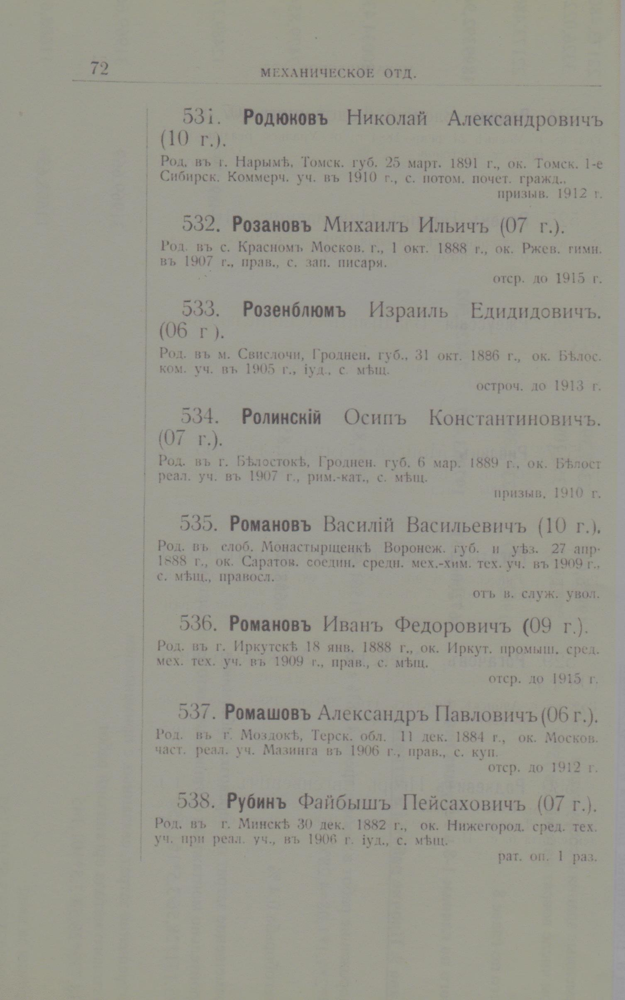 72
МЕХАНИЧЕСКОЕ ОТД.
531. Родюковъ Николай Александровичъ
(10 г.).
Род. въ г. Нарымѣ, Томск. губ. 25 март. 1891 г., ок. Томск. 1-е
Сибирск. Коммерч. уч. въ 1910 г., с. потом. почет. гражд.,
призыв. 1912 г.
532. Розановъ Михаилъ Ильичъ (07 г.).
Род. въ с. Красномъ Москов. г., 1 окт. 1888 г., ок. Ржев. гимн.
въ 1907 г., прав., с. зап. писаря.
отср. до 1915 г.
533. Розенблюмъ Израиль Едидидовичъ.
(06 г ).
Род. въ м. Свислочи, Гроднен. губ., 31 окт. 1886 г., ок. Бѣлос.
ком. уч. въ 1905 г., іуд., с. мѣщ.
остроч. до 1913 г.
534. Ролинскій Осипъ Константиновичъ.
(07 г.).
Род. въ г. Бѣлостокѣ, Гроднен. губ. 6 мар. 1889 г., ок. Бѣлост
реал. уч. въ 1907 г., рим.-кат., с. мѣщ.
призыв. 1910 г.
535. Романовъ Василій Васильевичъ (10 г.).
Род. въ слоб. Монастырщенкѣ Воронеж. губ. и уѣз. 27 апр.
1888 г., ок. Саратов. соедин. средн. мех.-хим. тех. уч. въ 1909 г.,
с. мѣщ., правосл.
отъ в. служ. увол.
536. Романовъ Иванъ Федоровичъ (09 г.).
Род. въ г. Иркутскѣ 18 янв. 1888 г., ок. Иркут. промыш. сред.
мех. тех. уч. въ 1909 г., прав., с. мѣщ.
отср. до 1915 г.
537. Ромашовъ Александръ Павловичъ (06 г.).
Род. въ г. Моздокѣ, Терск. обл. 11 дек. 1884 г., ок. Москов.
част. реал. уч. Мазинга въ 1906 г., прав., с. куп.
отср. до 1912 г.
538. Рубинъ Файбышъ Пейсаховичъ (07 г.).
Род. въ г. Минскѣ 30 дек. 1882 г., ок. Нижегород. сред. тех.
уч. при реал. уч., въ 1906 г. іуд., с. мѣщ.
рат. оп. 1 раз.